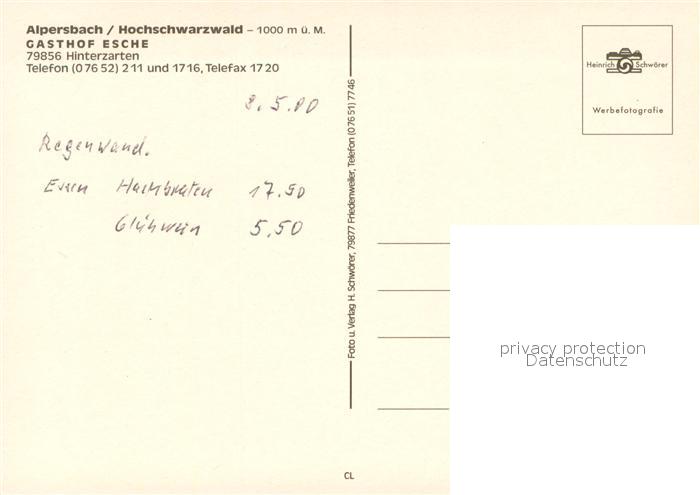 Alpersbach / Hochschwarzwald – 1000 m ü. M.
GASTHOF ESCHE
79856 Hinterzarten
Telefon (0 76 52) 2 11 und 17 16, Telefax 17 20
8.5.00
Essen Hackbraten 17.50
Glühwein 5,50
Foto u. Verlag H. Schwörer, 79877 Friedenweiler, Telefon (0 76 51) 77 46
Heinrich Schwörer
Werbefotografie
privacy protection
Datenschutz
CL